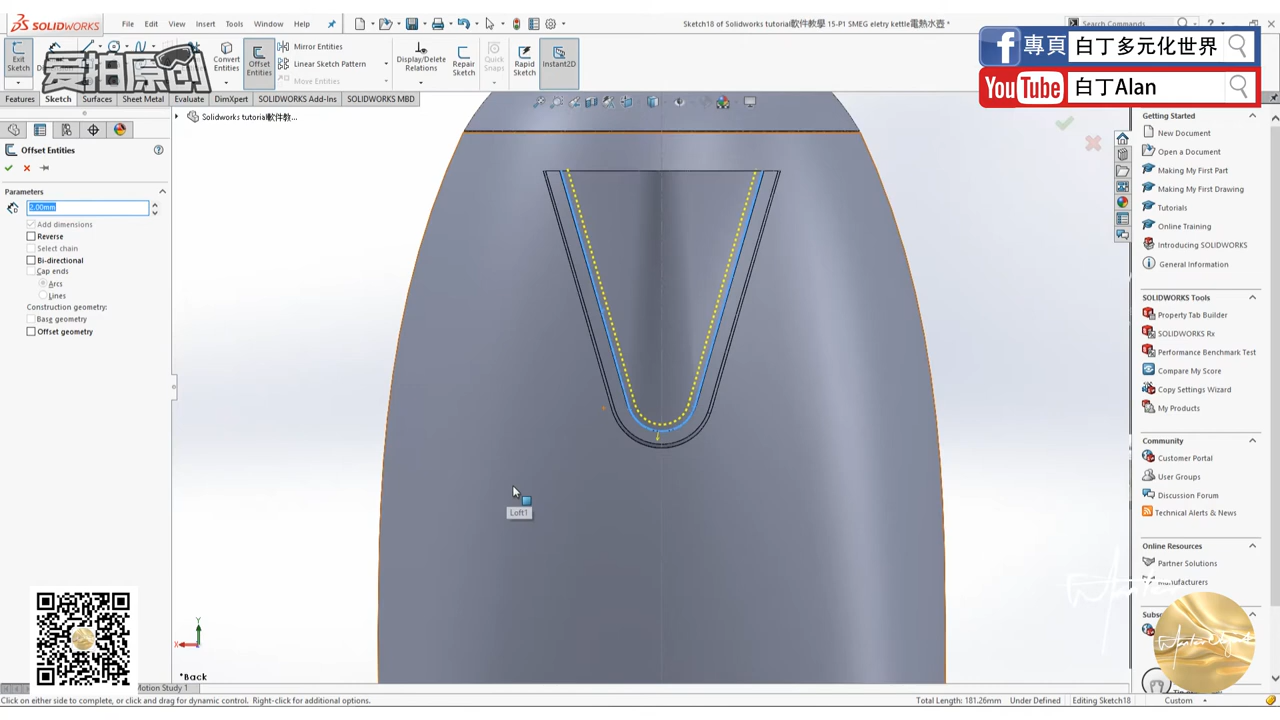 SOLIDWORKS
File
Edit
View
Insert
Tools
Window
Help
Sketch18 of Solidworks tutorial軟件教學 15-P1 SMEG eletry kettle電熱水壺 *
Search Commands
專頁 白丁多元化世界
YouTube 白丁Alan
愛拍原創
Exit Sketch
Convert Entities
Offset Entities
Mirror Entities
Linear Sketch Pattern
Move Entities
Display/Delete Relations
Repair Sketch
Quick Snaps
Rapid Sketch
Instant2D
Features
Sketch
Surfaces
Sheet Metal
Evaluate
DimXpert
SOLIDWORKS Add-Ins
SOLIDWORKS MBD
Solidworks tutorial軟件教...
Offset Entities
Parameters
2.00mm
Add dimensions
Reverse
Select chain
Bi-directional
Cap ends
Arcs
Lines
Construction geometry:
Base geometry
Offset geometry
Loft1
Y
X
*Back
Motion Study 1
Getting Started
New Document
Open a Document
Making My First Part
Making My First Drawing
Tutorials
Online Training
Introducing SOLIDWORKS
General Information
SOLIDWORKS Tools
Property Tab Builder
SOLIDWORKS Rx
Performance Benchmark Test
Compare My Score
Copy Settings Wizard
My Products
Community
Customer Portal
User Groups
Discussion Forum
Technical Alerts & News
Online Resources
Partner Solutions
Manufacturers
Click on either side to complete, or click and drag for dynamic control. Right-click for additional options.
Total Length: 181.26mm
Under Defined
Editing Sketch18
Custom